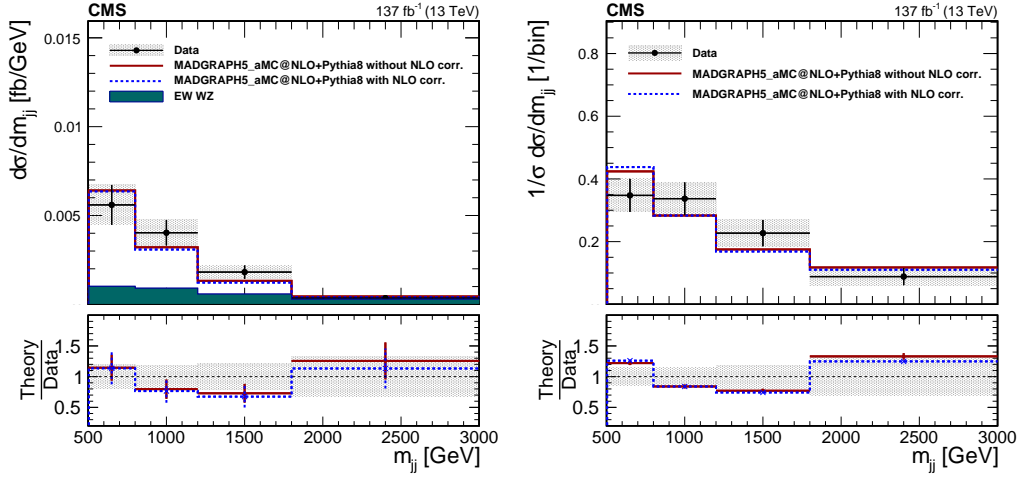 CMS 137 fb-1 (13 TeV)
dσ/dmjj [fb/GeV]
0.015
0.01
0.005
Data
MADGRAPH5_aMC@NLO+Pythia8 without NLO corr.
MADGRAPH5_aMC@NLO+Pythia8 with NLO corr.
EW WZ
Theory
Data
1.5
1
0.5
500 1000 1500 2000 2500 3000
mjj [GeV]
CMS 137 fb-1 (13 TeV)
1/σ dσ/dmjj [1/bin]
0.8
0.6
0.4
0.2
Data
MADGRAPH5_aMC@NLO+Pythia8 without NLO corr.
MADGRAPH5_aMC@NLO+Pythia8 with NLO corr.
Theory
Data
1.5
1
0.5
500 1000 1500 2000 2500 3000
mjj [GeV]